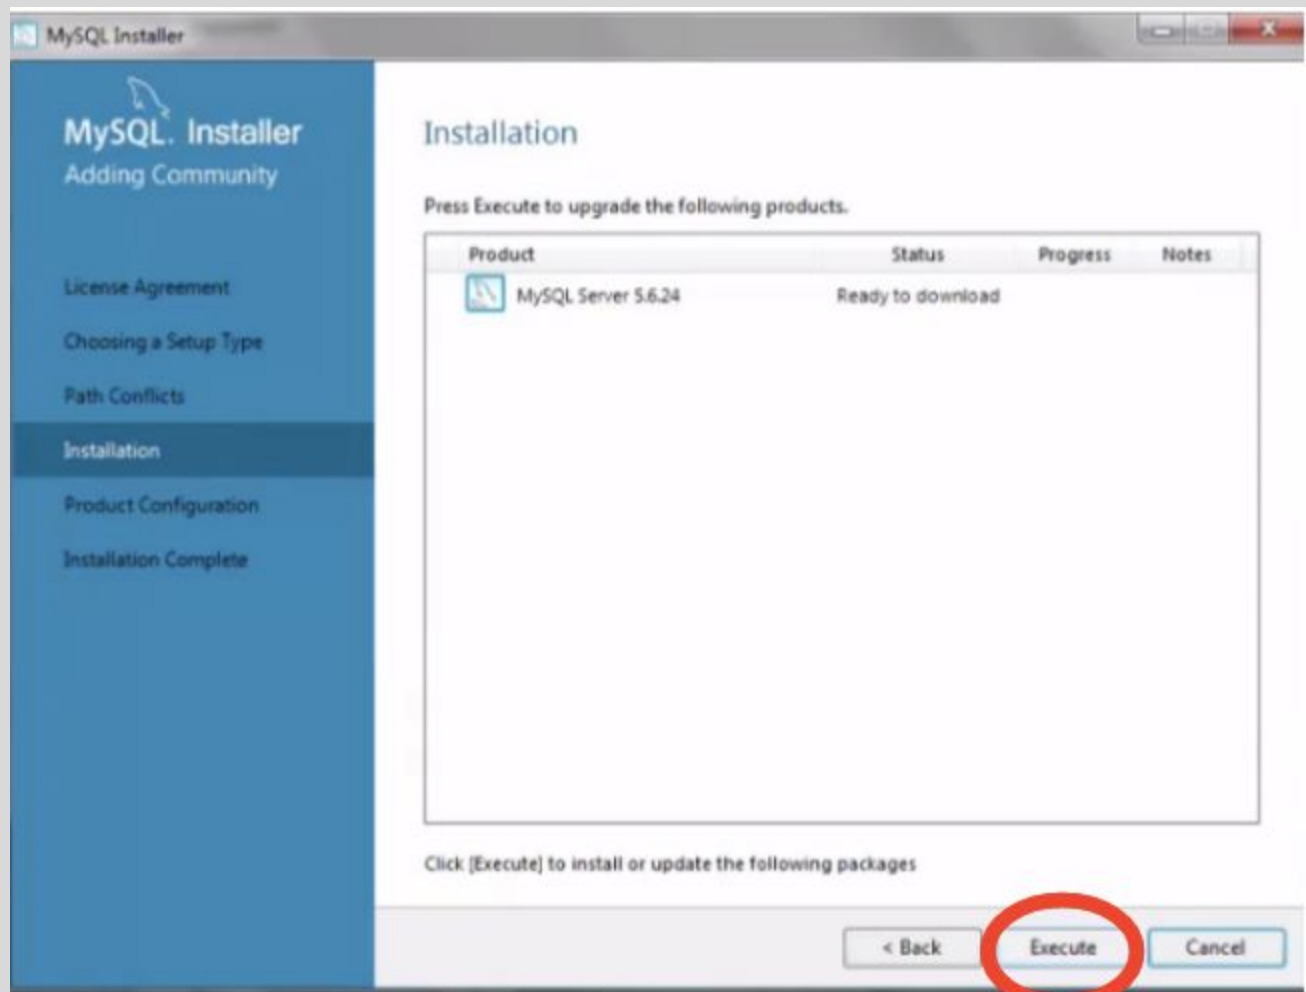 MySQL Installer
MySQL. Installer
Adding Community
License Agreement
Choosing a Setup Type
Path Conflicts
Installation
Product Configuration
Installation Complete
Installation
Press Execute to upgrade the following products.
Product Status Progress Notes
MySQL Server 5.6.24 Ready to download
Click [Execute] to install or update the following packages
< Back Execute Cancel